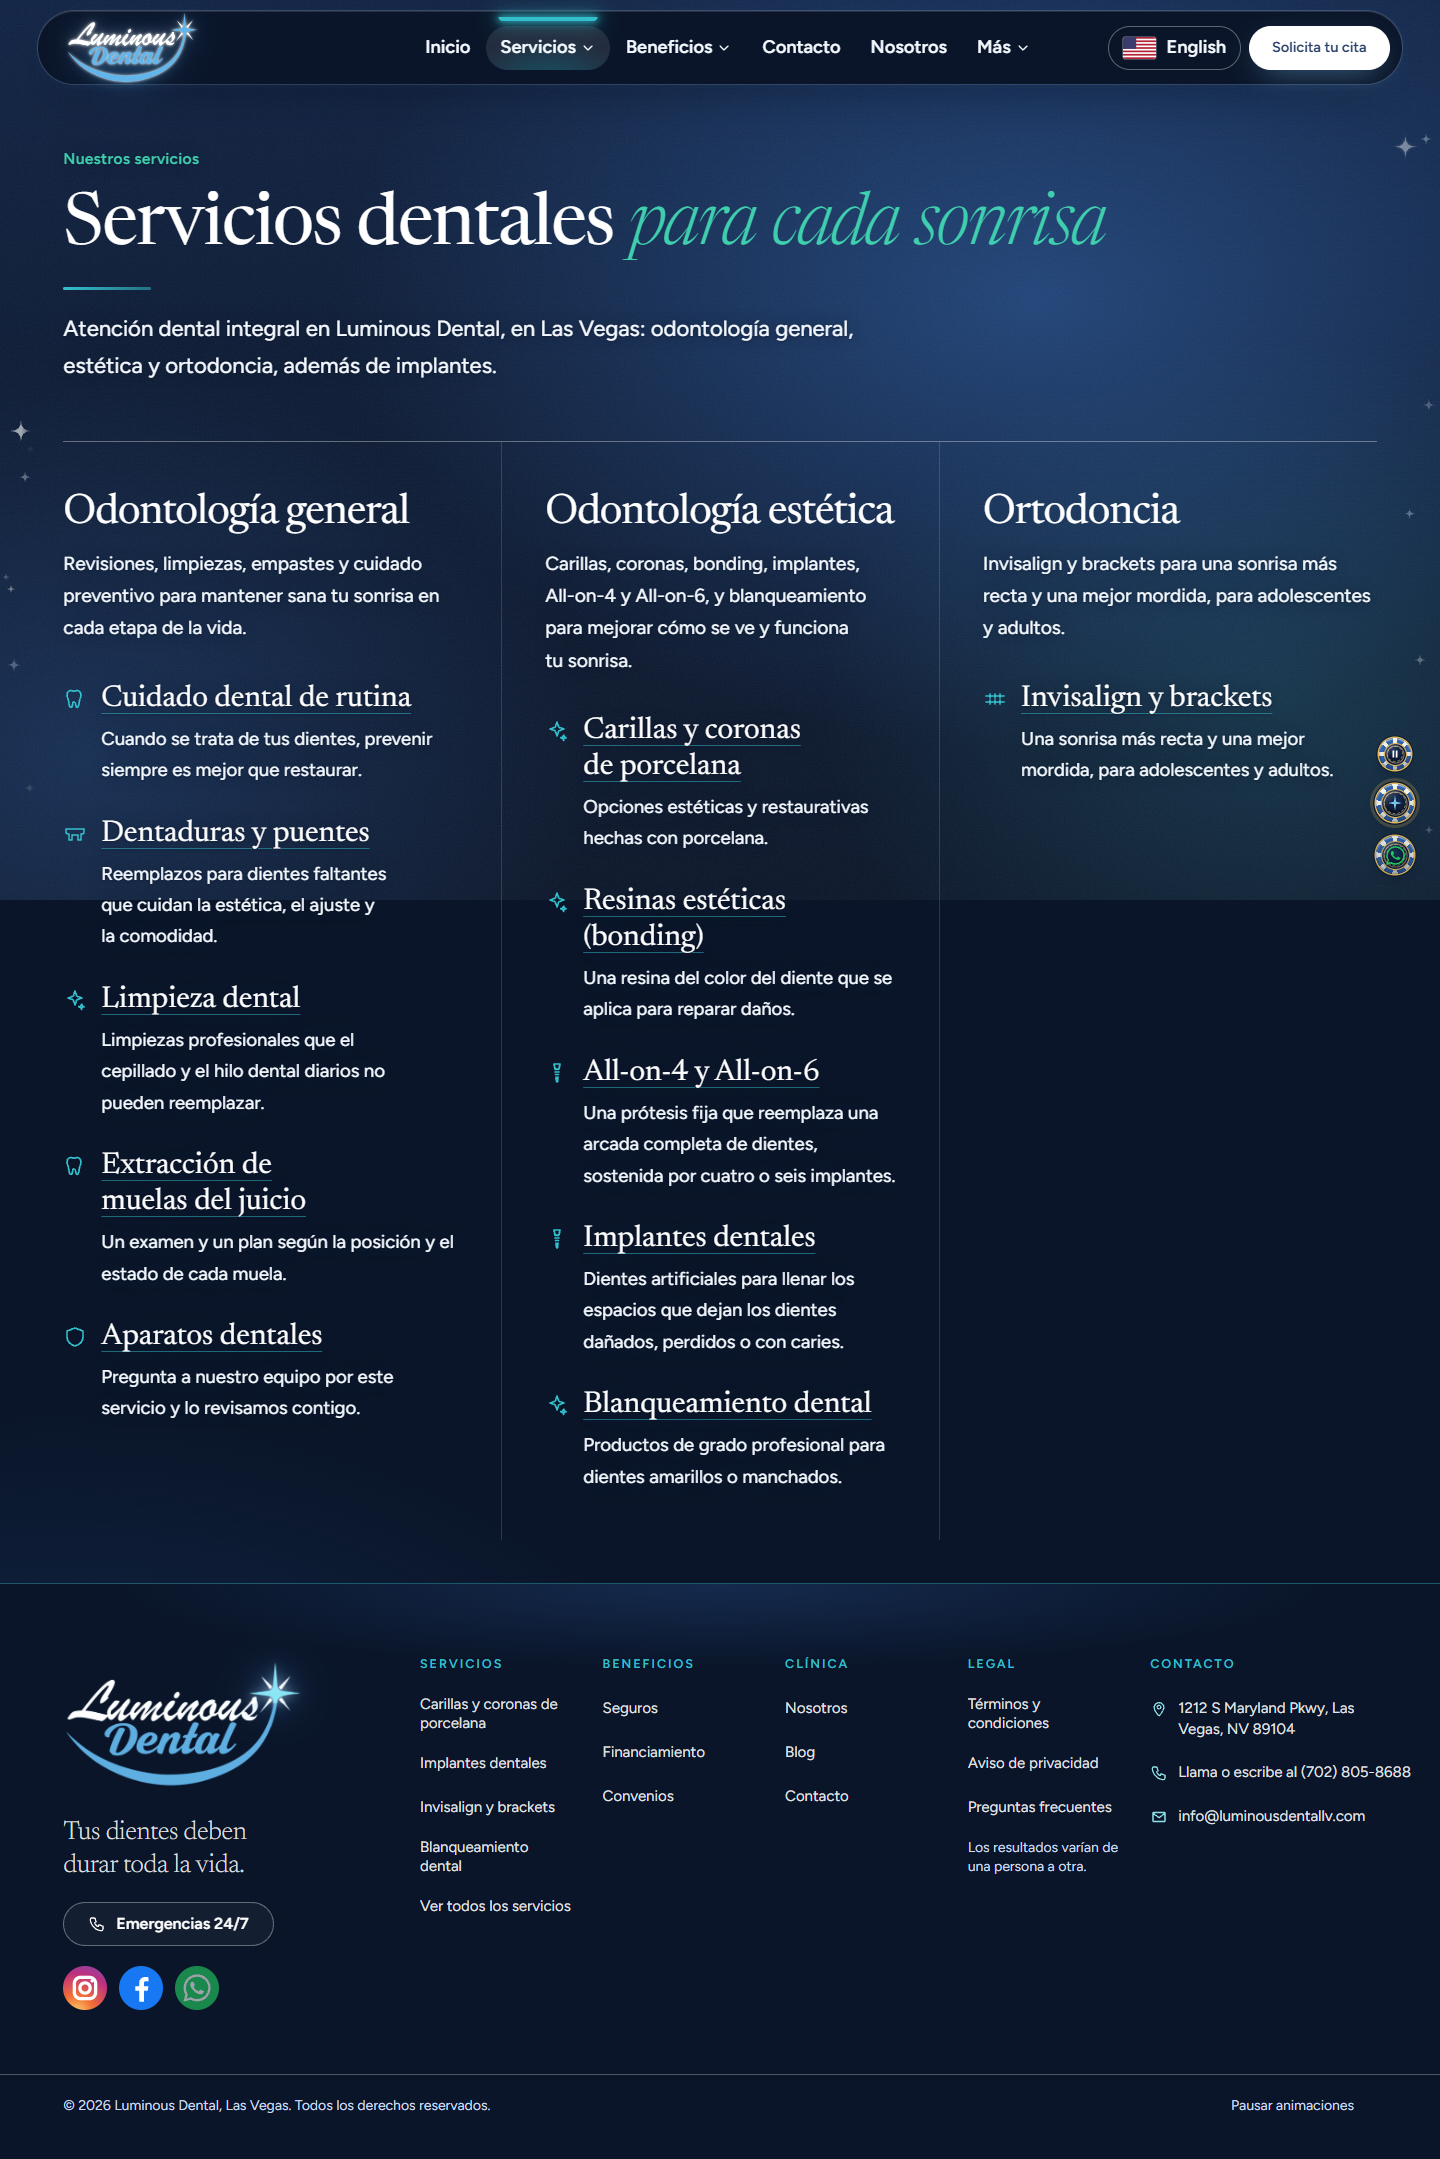 Luminous
Dental
Inicio
Servicios
Beneficios
Contacto
Nosotros
Más
English
Solicita tu cita
Nuestros servicios
Servicios dentales para cada sonrisa
Atención dental integral en Luminous Dental, en Las Vegas: odontología general,
estética y ortodoncia, además de implantes.
Odontología general
Revisiones, limpiezas, empastes y cuidado
preventivo para mantener sana tu sonrisa en
cada etapa de la vida.
Cuidado dental de rutina
Cuando se trata de tus dientes, prevenir
siempre es mejor que restaurar.
Dentaduras y puentes
Reemplazos para dientes faltantes
que cuidan la estética, el ajuste y
la comodidad.
Limpieza dental
Limpiezas profesionales que el
cepillado y el hilo dental diarios no
pueden reemplazar.
Extracción de
muelas del juicio
Un examen y un plan según la posición y el
estado de cada muela.
Aparatos dentales
Pregunta a nuestro equipo por este
servicio y lo revisamos contigo.
Odontología estética
Carillas, coronas, bonding, implantes,
All-on-4 y All-on-6, y blanqueamiento
para mejorar cómo se ve y funciona
tu sonrisa.
Carillas y coronas
de porcelana
Opciones estéticas y restaurativas
hechas con porcelana.
Resinas estéticas
(bonding)
Una resina del color del diente que se
aplica para reparar daños.
All-on-4 y All-on-6
Una prótesis fija que reemplaza una
arcada completa de dientes,
sostenida por cuatro o seis implantes.
Implantes dentales
Dientes artificiales para llenar los
espacios que dejan los dientes
dañados, perdidos o con caries.
Blanqueamiento dental
Productos de grado profesional para
dientes amarillos o manchados.
Ortodoncia
Invisalign y brackets para una sonrisa más
recta y una mejor mordida, para adolescentes
y adultos.
Invisalign y brackets
Una sonrisa más recta y una mejor
mordida, para adolescentes y adultos.
Luminous
Dental
Tus dientes deben
durar toda la vida.
Emergencias 24/7
SERVICIOS
Carillas y coronas de
porcelana
Implantes dentales
Invisalign y brackets
Blanqueamiento
dental
Ver todos los servicios
BENEFICIOS
Seguros
Financiamiento
Convenios
CLÍNICA
Nosotros
Blog
Contacto
LEGAL
Términos y
condiciones
Aviso de privacidad
Preguntas frecuentes
Los resultados varían de
una persona a otra.
CONTACTO
1212 S Maryland Pkwy, Las
Vegas, NV 89104
Llama o escribe al (702) 805-8688
info@luminousdentallv.com
© 2026 Luminous Dental, Las Vegas. Todos los derechos reservados.
Pausar animaciones